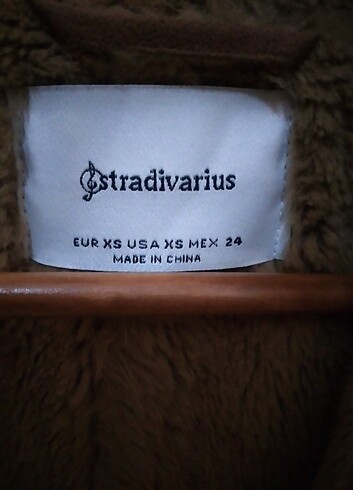 stradivarius
EUR XS USA XS MEX 24
MADE IN CHINA